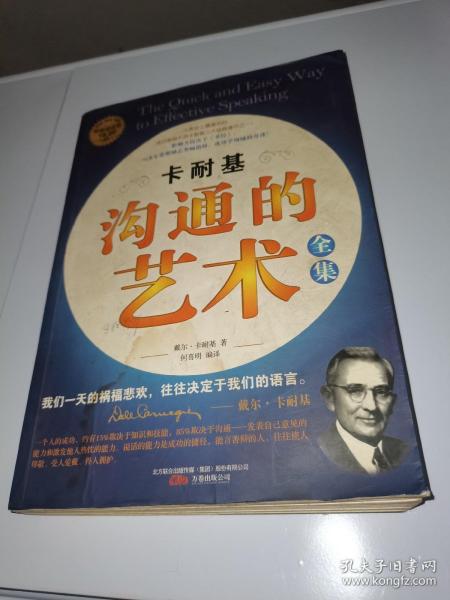 The Quick and Easy Way
to Effective Speaking
卡耐基
沟通的
艺术
全集
戴尔·卡耐基 著
何喜明 编译
我们一天的祸福悲欢，往往决定于我们的语言。
Dale Carnegie
——戴尔·卡耐基
一个人的成功，约有15%取决于知识和技能，85%取决于沟通——发表自己意见的
能力和激发他人热忱的能力。说话的能力是成功的捷径。能言善辩的人，往往使人
尊敬，受人爱戴，得人拥护。
北方联合出版传媒（集团）股份有限公司
万卷出版公司
孔夫子旧书网
www.kongfz.com